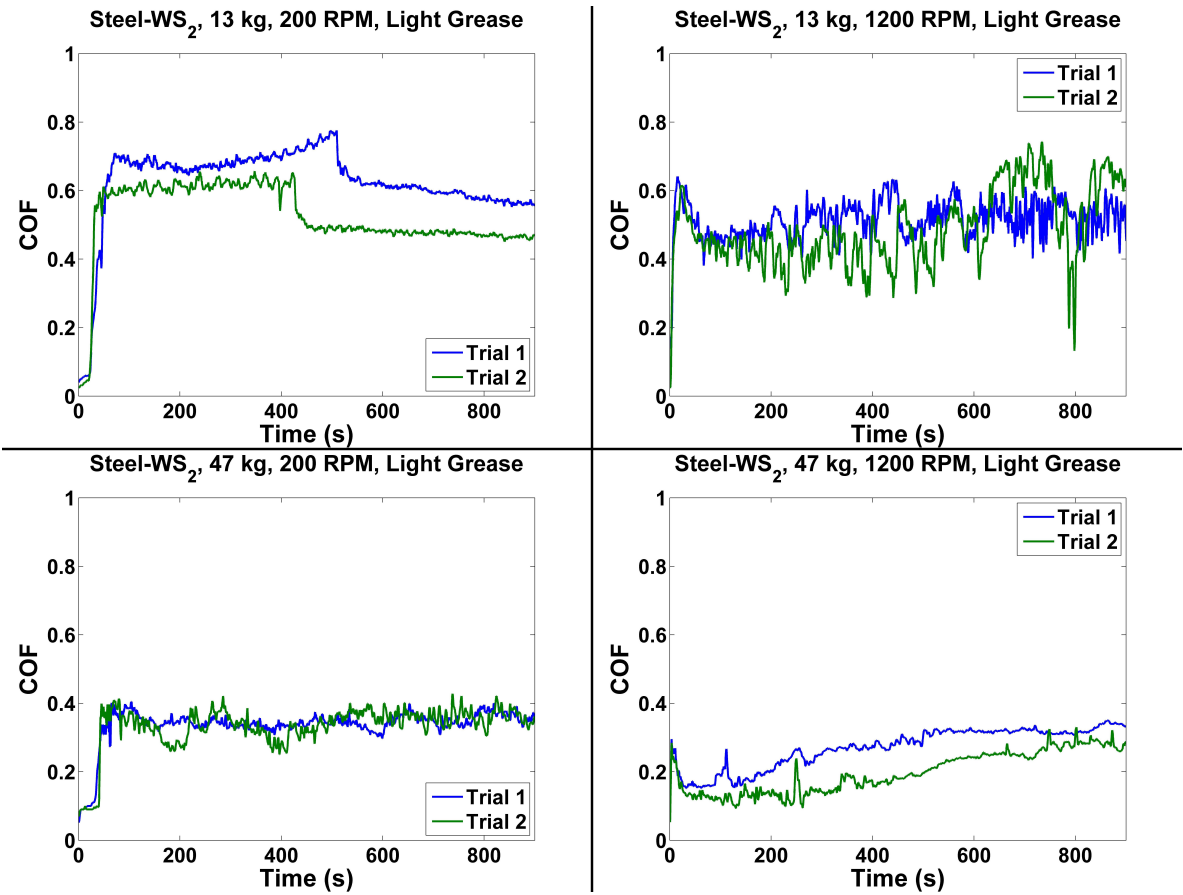 Steel-WS2, 13 kg, 200 RPM, Light Grease
1
0.8
0.6
0.4
0.2
0
COF
0 200 400 600 800
Time (s)
Trial 1
Trial 2
Steel-WS2, 13 kg, 1200 RPM, Light Grease
1
0.8
0.6
0.4
0.2
0
COF
0 200 400 600 800
Time (s)
Trial 1
Trial 2
Steel-WS2, 47 kg, 200 RPM, Light Grease
1
0.8
0.6
0.4
0.2
0
COF
0 200 400 600 800
Time (s)
Trial 1
Trial 2
Steel-WS2, 47 kg, 1200 RPM, Light Grease
1
0.8
0.6
0.4
0.2
0
COF
0 200 400 600 800
Time (s)
Trial 1
Trial 2